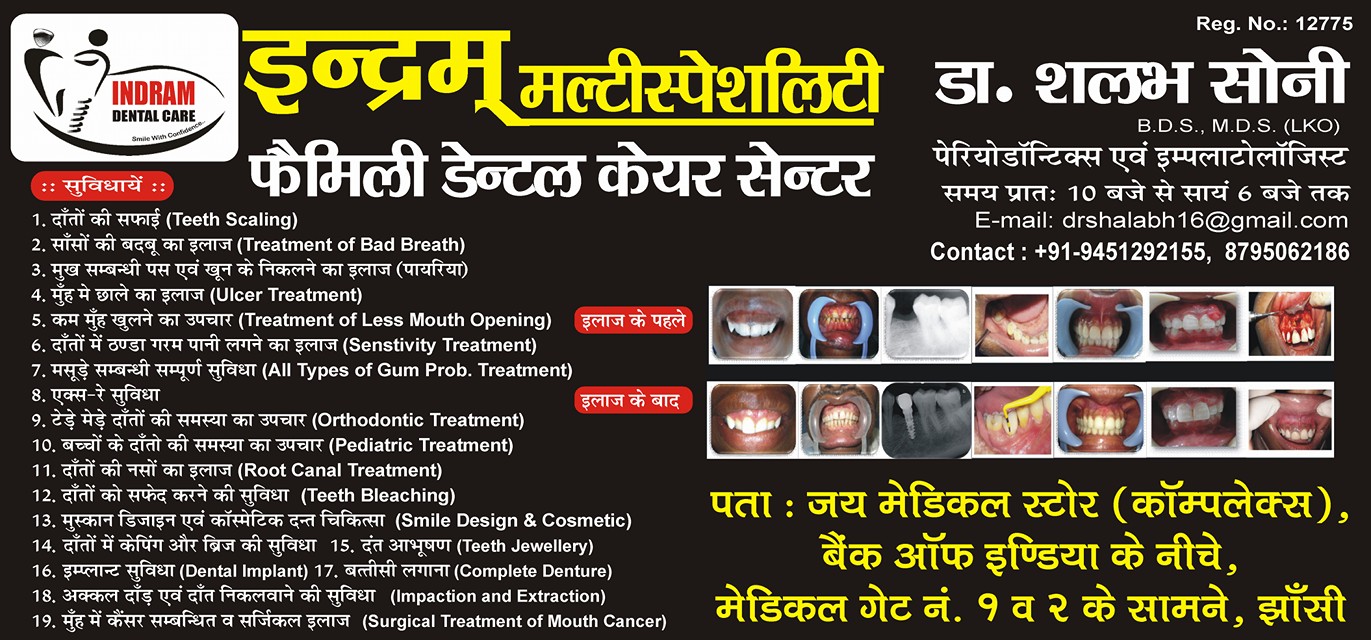 INDRAM
DENTAL CARE
Smile With Confidence..
इन्द्रम् मल्टीस्पेशलिटी
फैमिली डेन्टल केयर सेन्टर
:: सुविधायें ::
1. दाँतों की सफाई (Teeth Scaling)
2. साँसों की बदबू का इलाज (Treatment of Bad Breath)
3. मुख सम्बन्धी पस एवं खून के निकलने का इलाज (पायरिया)
4. मुँह मे छाले का इलाज (Ulcer Treatment)
5. कम मुँह खुलने का उपचार (Treatment of Less Mouth Opening)
6. दाँतों में ठण्डा गरम पानी लगने का इलाज (Senstivity Treatment)
7. मसूड़े सम्बन्धी सम्पूर्ण सुविधा (All Types of Gum Prob. Treatment)
8. एक्स-रे सुविधा
9. टेड़े मेड़े दाँतों की समस्या का उपचार (Orthodontic Treatment)
10. बच्चों के दाँतो की समस्या का उपचार (Pediatric Treatment)
11. दाँतों की नसों का इलाज (Root Canal Treatment)
12. दाँतों को सफेद करने की सुविधा (Teeth Bleaching)
13. मुस्कान डिजाइन एवं कॉस्मेटिक दन्त चिकित्सा (Smile Design & Cosmetic)
14. दाँतों में केपिंग और ब्रिज की सुविधा 15. दंत आभूषण (Teeth Jewellery)
16. इम्प्लान्ट सुविधा (Dental Implant) 17. बत्तीसी लगाना (Complete Denture)
18. अक्कल दाँड़ एवं दाँत निकलवाने की सुविधा (Impaction and Extraction)
19. मुँह में कैंसर सम्बन्धित व सर्जिकल इलाज (Surgical Treatment of Mouth Cancer)
इलाज के पहले
इलाज के बाद
Reg. No.: 12775
डा. शलभ सोनी
B.D.S., M.D.S. (LKO)
पेरियोडॉन्टिक्स एवं इम्पलाटोलॉजिस्ट
समय प्रात: 10 बजे से सायं 6 बजे तक
E-mail: drshalabh16@gmail.com
Contact : +91-9451292155, 8795062186
पता : जय मेडिकल स्टोर (कॉम्पलेक्स),
बैंक ऑफ इण्डिया के नीचे,
मेडिकल गेट नं. १ व २ के सामने, झाँसी